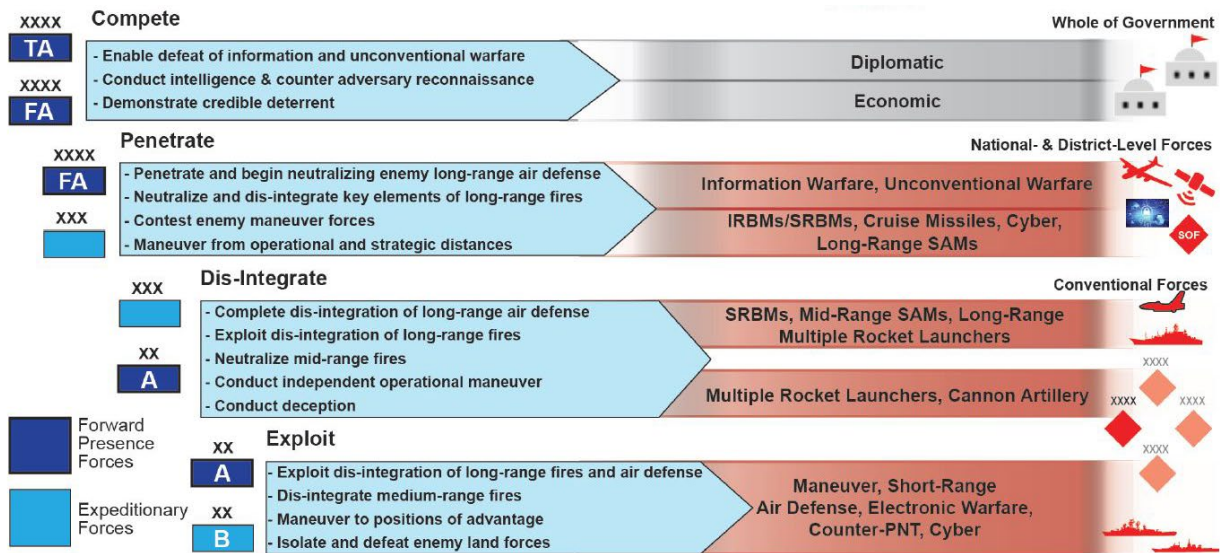 XXXX
Compete
Whole of Government
TA
- Enable defeat of information and unconventional warfare
- Conduct intelligence & counter adversary reconnaissance
- Demonstrate credible deterrent
Diplomatic
Economic
XXXX
FA
Penetrate
National- & District-Level Forces
XXXX
FA
- Penetrate and begin neutralizing enemy long-range air defense
- Neutralize and dis-integrate key elements of long-range fires
- Contest enemy maneuver forces
- Maneuver from operational and strategic distances
Information Warfare, Unconventional Warfare
IRBMs/SRBMs, Cruise Missiles, Cyber,
Long-Range SAMs
SOF
XXX
Dis-Integrate
Conventional Forces
XXX
- Complete dis-integration of long-range air defense
- Exploit dis-integration of long-range fires
- Neutralize mid-range fires
- Conduct independent operational maneuver
- Conduct deception
SRBMs, Mid-Range SAMs, Long-Range
Multiple Rocket Launchers
Multiple Rocket Launchers, Cannon Artillery
XX
A
XXXX
XXXX
XXXX
XXXX
Forward
Presence
Forces
Expeditionary
Forces
Exploit
XX
A
- Exploit dis-integration of long-range fires and air defense
- Dis-integrate medium-range fires
- Maneuver to positions of advantage
- Isolate and defeat enemy land forces
Maneuver, Short-Range
Air Defense, Electronic Warfare,
Counter-PNT, Cyber
XX
B